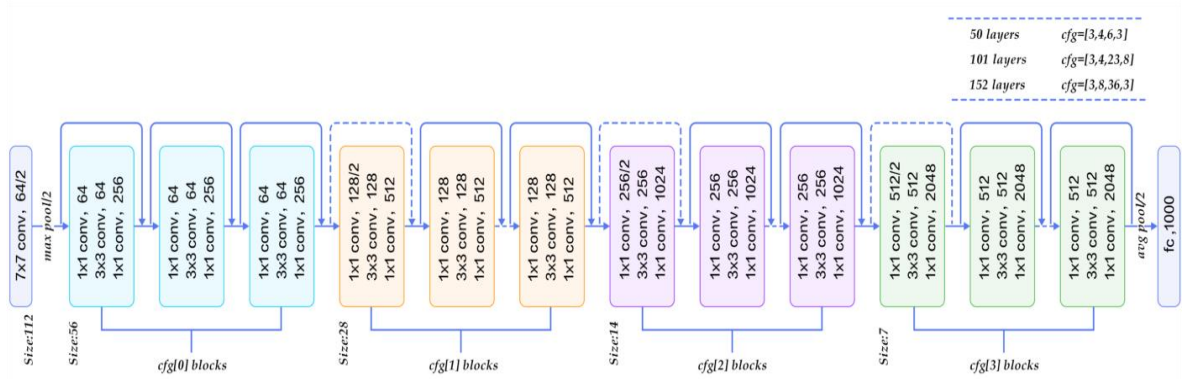 50 layers cfg=[3,4,6,3]
101 layers cfg=[3,4,23,8]
152 layers cfg=[3,8,36,3]
7x7 conv, 64/2
max pool/2
1x1 conv, 64
3x3 conv, 64
1x1 conv, 256
1x1 conv, 64
3x3 conv, 64
1x1 conv, 256
1x1 conv, 64
3x3 conv, 64
1x1 conv, 256
1x1 conv, 128/2
3x3 conv, 128
1x1 conv, 512
1x1 conv, 128
3x3 conv, 128
1x1 conv, 512
1x1 conv, 128
3x3 conv, 128
1x1 conv, 512
1x1 conv, 256/2
3x3 conv, 256
1x1 conv, 1024
1x1 conv, 256
3x3 conv, 256
1x1 conv, 1024
1x1 conv, 256
3x3 conv, 256
1x1 conv, 1024
1x1 conv, 512/2
3x3 conv, 512
1x1 conv, 2048
1x1 conv, 512
3x3 conv, 512
1x1 conv, 2048
1x1 conv, 512
3x3 conv, 512
1x1 conv, 2048
avg pool/2
fc ,1000
Size:112
Size:56
Size:28
Size:14
Size:7
cfg[0] blocks
cfg[1] blocks
cfg[2] blocks
cfg[3] blocks